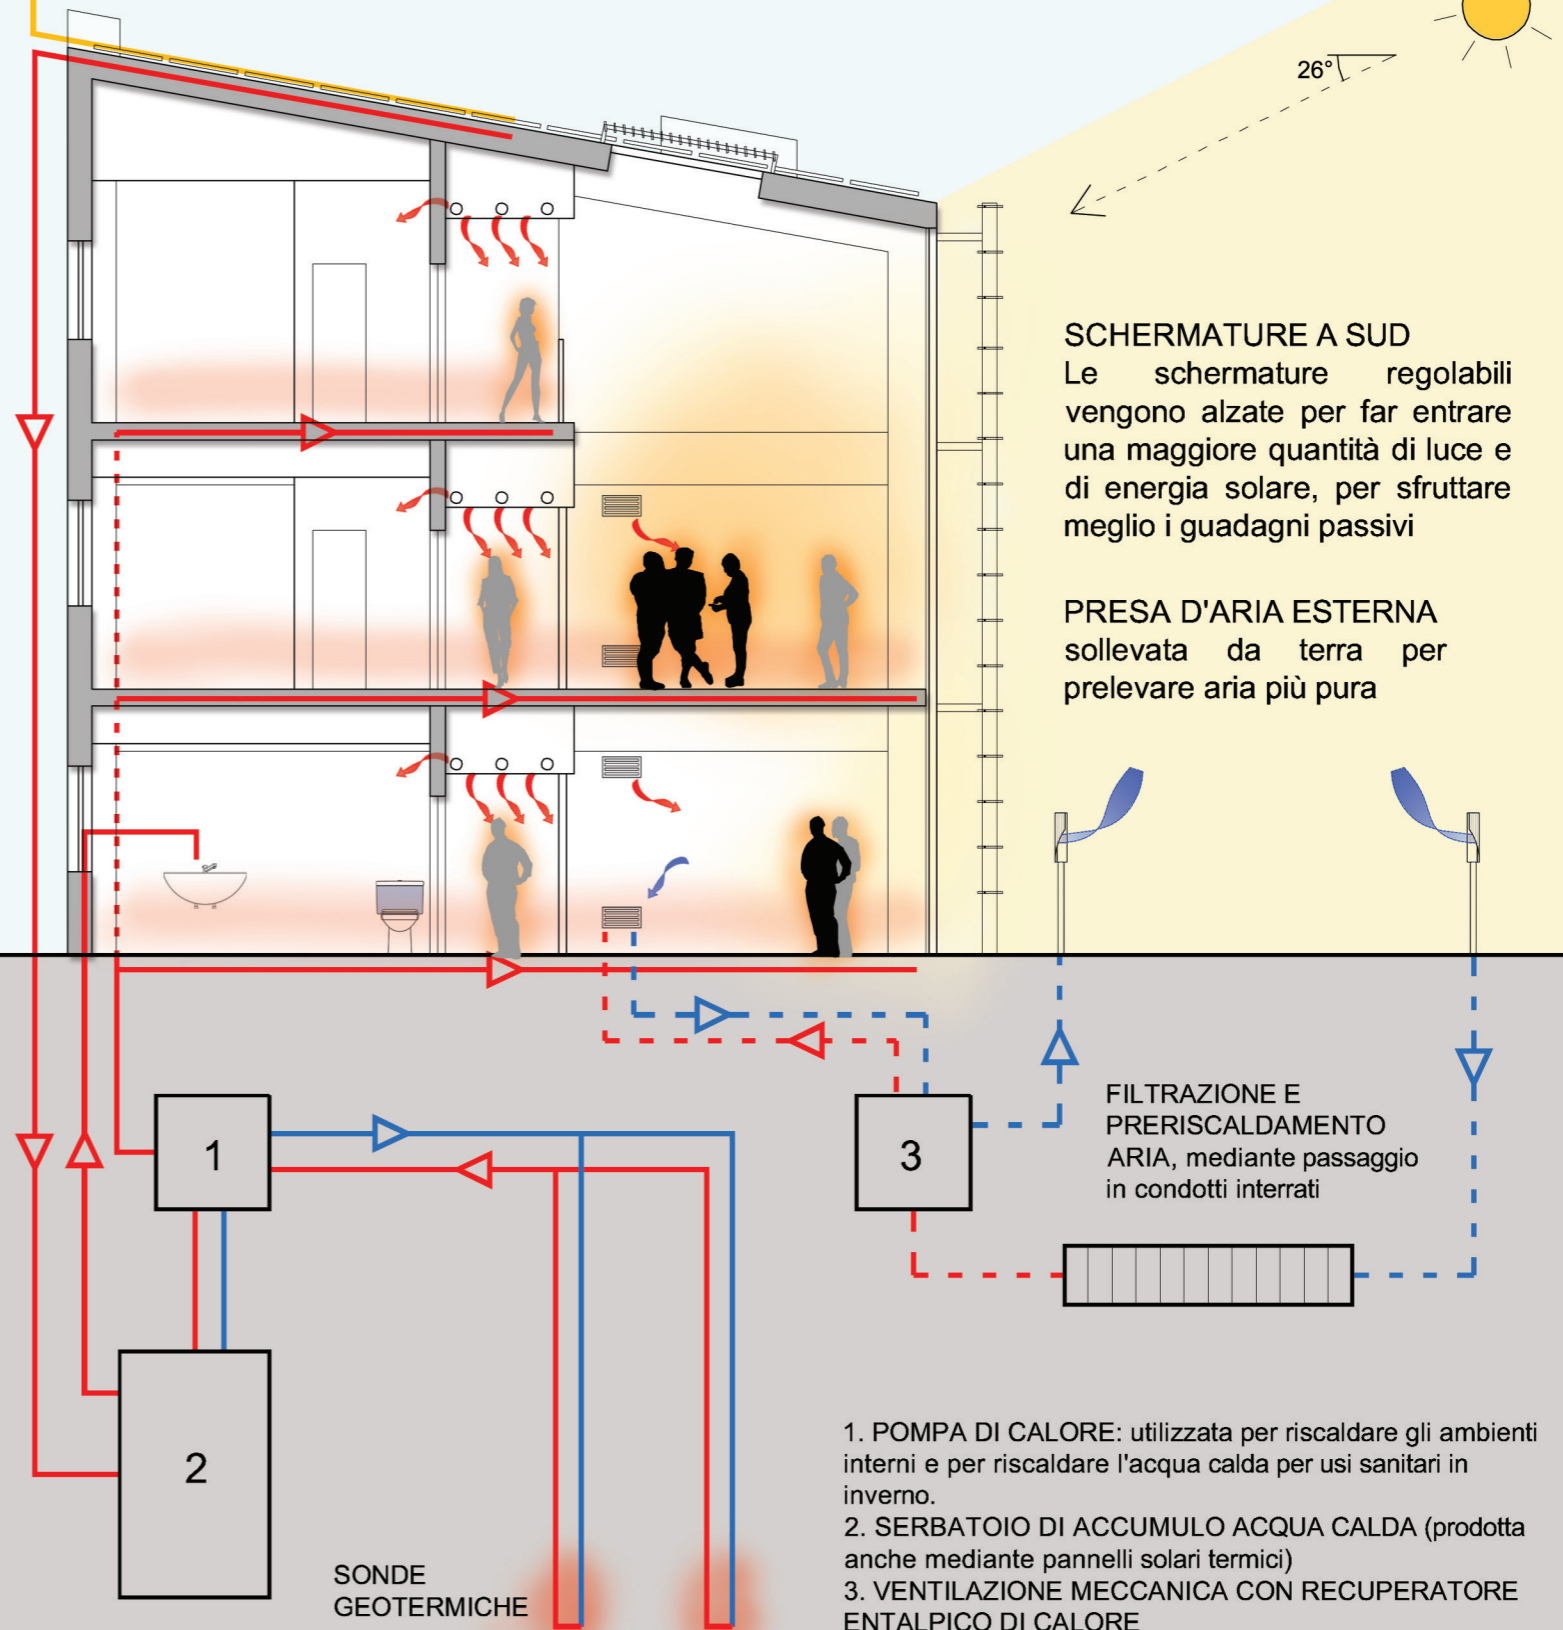 26°
SCHERMATURE A SUD
Le schermature regolabili
vengono alzate per far entrare
una maggiore quantità di luce e
di energia solare, per sfruttare
meglio i guadagni passivi
PRESA D'ARIA ESTERNA
sollevata da terra per
prelevare aria più pura
FILTRAZIONE E
PRERISCALDAMENTO
ARIA, mediante passaggio
in condotti interrati
1
3
2
SONDE
GEOTERMICHE
1. POMPA DI CALORE: utilizzata per riscaldare gli ambienti
interni e per riscaldare l'acqua calda per usi sanitari in
inverno.
2. SERBATOIO DI ACCUMULO ACQUA CALDA (prodotta
anche mediante pannelli solari termici)
3. VENTILAZIONE MECCANICA CON RECUPERATORE
ENTALPICO DI CALORE